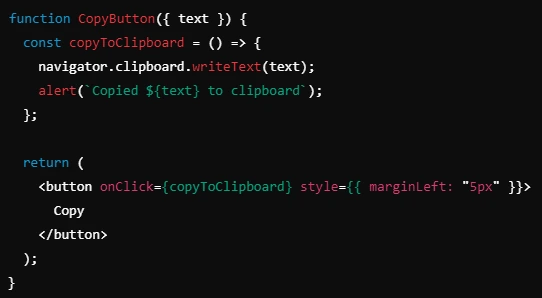 function CopyButton({ text }) {
  const copyToClipboard = () => {
    navigator.clipboard.writeText(text);
    alert(`Copied ${text} to clipboard`);
  };

  return (
    <button onClick={copyToClipboard} style={{ marginLeft: "5px" }}>
      Copy
    </button>
  );
}